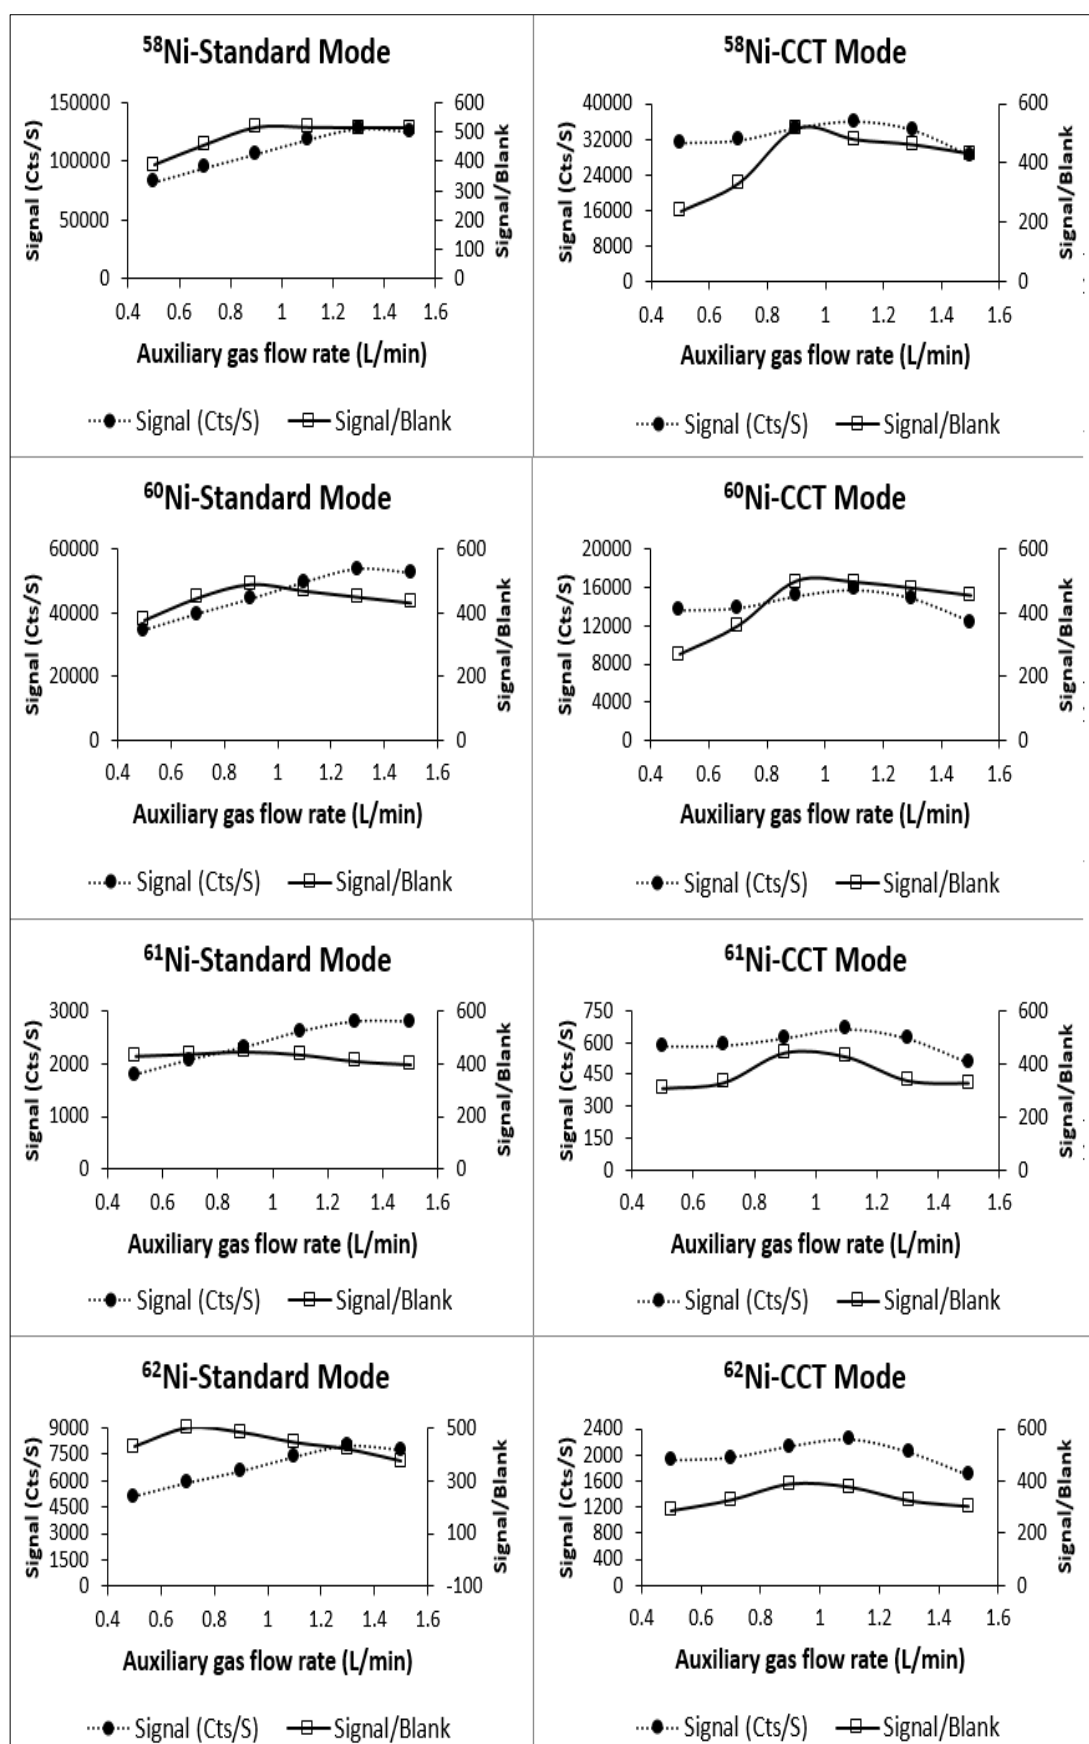 ⁵⁸Ni-Standard Mode
Signal (Cts/S)
150000
100000
50000
0
600
500
400
300
200
100
0
Signal/Blank
0.4 0.6 0.8 1 1.2 1.4 1.6
Auxiliary gas flow rate (L/min)
Signal (Cts/S) Signal/Blank
⁵⁸Ni-CCT Mode
Signal (Cts/S)
40000
32000
24000
16000
8000
0
600
400
200
0
Signal/Blank
0.4 0.6 0.8 1 1.2 1.4 1.6
Auxiliary gas flow rate (L/min)
Signal (Cts/S) Signal/Blank
⁶⁰Ni-Standard Mode
Signal (Cts/S)
60000
40000
20000
0
600
400
200
0
Signal/Blank
0.4 0.6 0.8 1 1.2 1.4 1.6
Auxiliary gas flow rate (L/min)
Signal (Cts/S) Signal/Blank
⁶⁰Ni-CCT Mode
Signal (Cts/S)
20000
16000
12000
8000
4000
0
600
400
200
0
Signal/Blank
0.4 0.6 0.8 1 1.2 1.4 1.6
Auxiliary gas flow rate (L/min)
Signal (Cts/S) Signal/Blank
⁶¹Ni-Standard Mode
Signal (Cts/S)
3000
2000
1000
0
600
400
200
0
Signal/Blank
0.4 0.6 0.8 1 1.2 1.4 1.6
Auxiliary gas flow rate (L/min)
Signal (Cts/S) Signal/Blank
⁶¹Ni-CCT Mode
Signal (Cts/S)
750
600
450
300
150
0
600
400
200
0
Signal/Blank
0.4 0.6 0.8 1 1.2 1.4 1.6
Auxiliary gas flow rate (L/min)
Signal (Cts/S) Signal/Blank
⁶²Ni-Standard Mode
Signal (Cts/S)
9000
7500
6000
4500
3000
1500
0
500
300
100
-100
Signal/Blank
0.4 0.6 0.8 1 1.2 1.4 1.6
Auxiliary gas flow rate (L/min)
Signal (Cts/S) Signal/Blank
⁶²Ni-CCT Mode
Signal (Cts/S)
2400
2000
1600
1200
800
400
0
600
400
200
0
Signal/Blank
0.4 0.6 0.8 1 1.2 1.4 1.6
Auxiliary gas flow rate (L/min)
Signal (Cts/S) Signal/Blank